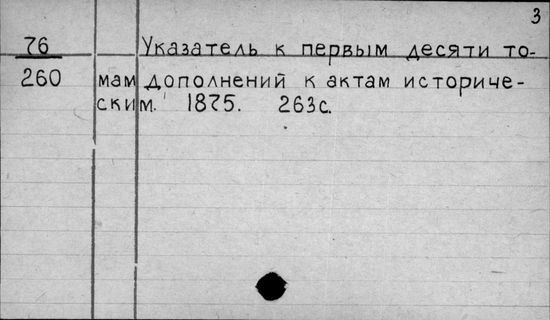 3
76 Указатель к первым десяти то-
260 мам дополнений к актам историче-
ским. 1875. 263с.